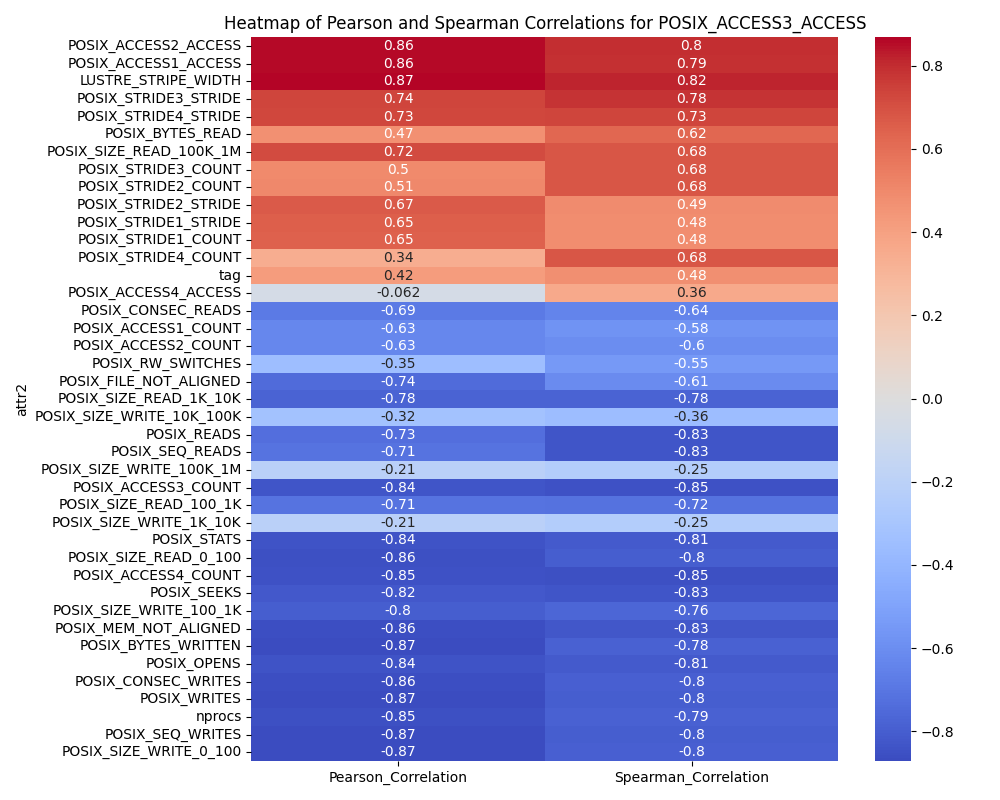 Heatmap of Pearson and Spearman Correlations for POSIX_ACCESS3_ACCESS
attr2
POSIX_ACCESS2_ACCESS 0.86 0.8
POSIX_ACCESS1_ACCESS 0.86 0.79
LUSTRE_STRIPE_WIDTH 0.87 0.82
POSIX_STRIDE3_STRIDE 0.74 0.78
POSIX_STRIDE4_STRIDE 0.73 0.73
POSIX_BYTES_READ 0.47 0.62
POSIX_SIZE_READ_100K_1M 0.72 0.68
POSIX_STRIDE3_COUNT 0.5 0.68
POSIX_STRIDE2_COUNT 0.51 0.68
POSIX_STRIDE2_STRIDE 0.67 0.49
POSIX_STRIDE1_STRIDE 0.65 0.48
POSIX_STRIDE1_COUNT 0.65 0.48
POSIX_STRIDE4_COUNT 0.34 0.68
tag 0.42 0.48
POSIX_ACCESS4_ACCESS -0.062 0.36
POSIX_CONSEC_READS -0.69 -0.64
POSIX_ACCESS1_COUNT -0.63 -0.58
POSIX_ACCESS2_COUNT -0.63 -0.6
POSIX_RW_SWITCHES -0.35 -0.55
POSIX_FILE_NOT_ALIGNED -0.74 -0.61
POSIX_SIZE_READ_1K_10K -0.78 -0.78
POSIX_SIZE_WRITE_10K_100K -0.32 -0.36
POSIX_READS -0.73 -0.83
POSIX_SEQ_READS -0.71 -0.83
POSIX_SIZE_WRITE_100K_1M -0.21 -0.25
POSIX_ACCESS3_COUNT -0.84 -0.85
POSIX_SIZE_READ_100_1K -0.71 -0.72
POSIX_SIZE_WRITE_1K_10K -0.21 -0.25
POSIX_STATS -0.84 -0.81
POSIX_SIZE_READ_0_100 -0.86 -0.8
POSIX_ACCESS4_COUNT -0.85 -0.85
POSIX_SEEKS -0.82 -0.83
POSIX_SIZE_WRITE_100_1K -0.8 -0.76
POSIX_MEM_NOT_ALIGNED -0.86 -0.83
POSIX_BYTES_WRITTEN -0.87 -0.78
POSIX_OPENS -0.84 -0.81
POSIX_CONSEC_WRITES -0.86 -0.8
POSIX_WRITES -0.87 -0.8
nprocs -0.85 -0.79
POSIX_SEQ_WRITES -0.87 -0.8
POSIX_SIZE_WRITE_0_100 -0.87 -0.8
Pearson_Correlation Spearman_Correlation
0.8
0.6
0.4
0.2
0.0
−0.2
−0.4
−0.6
−0.8